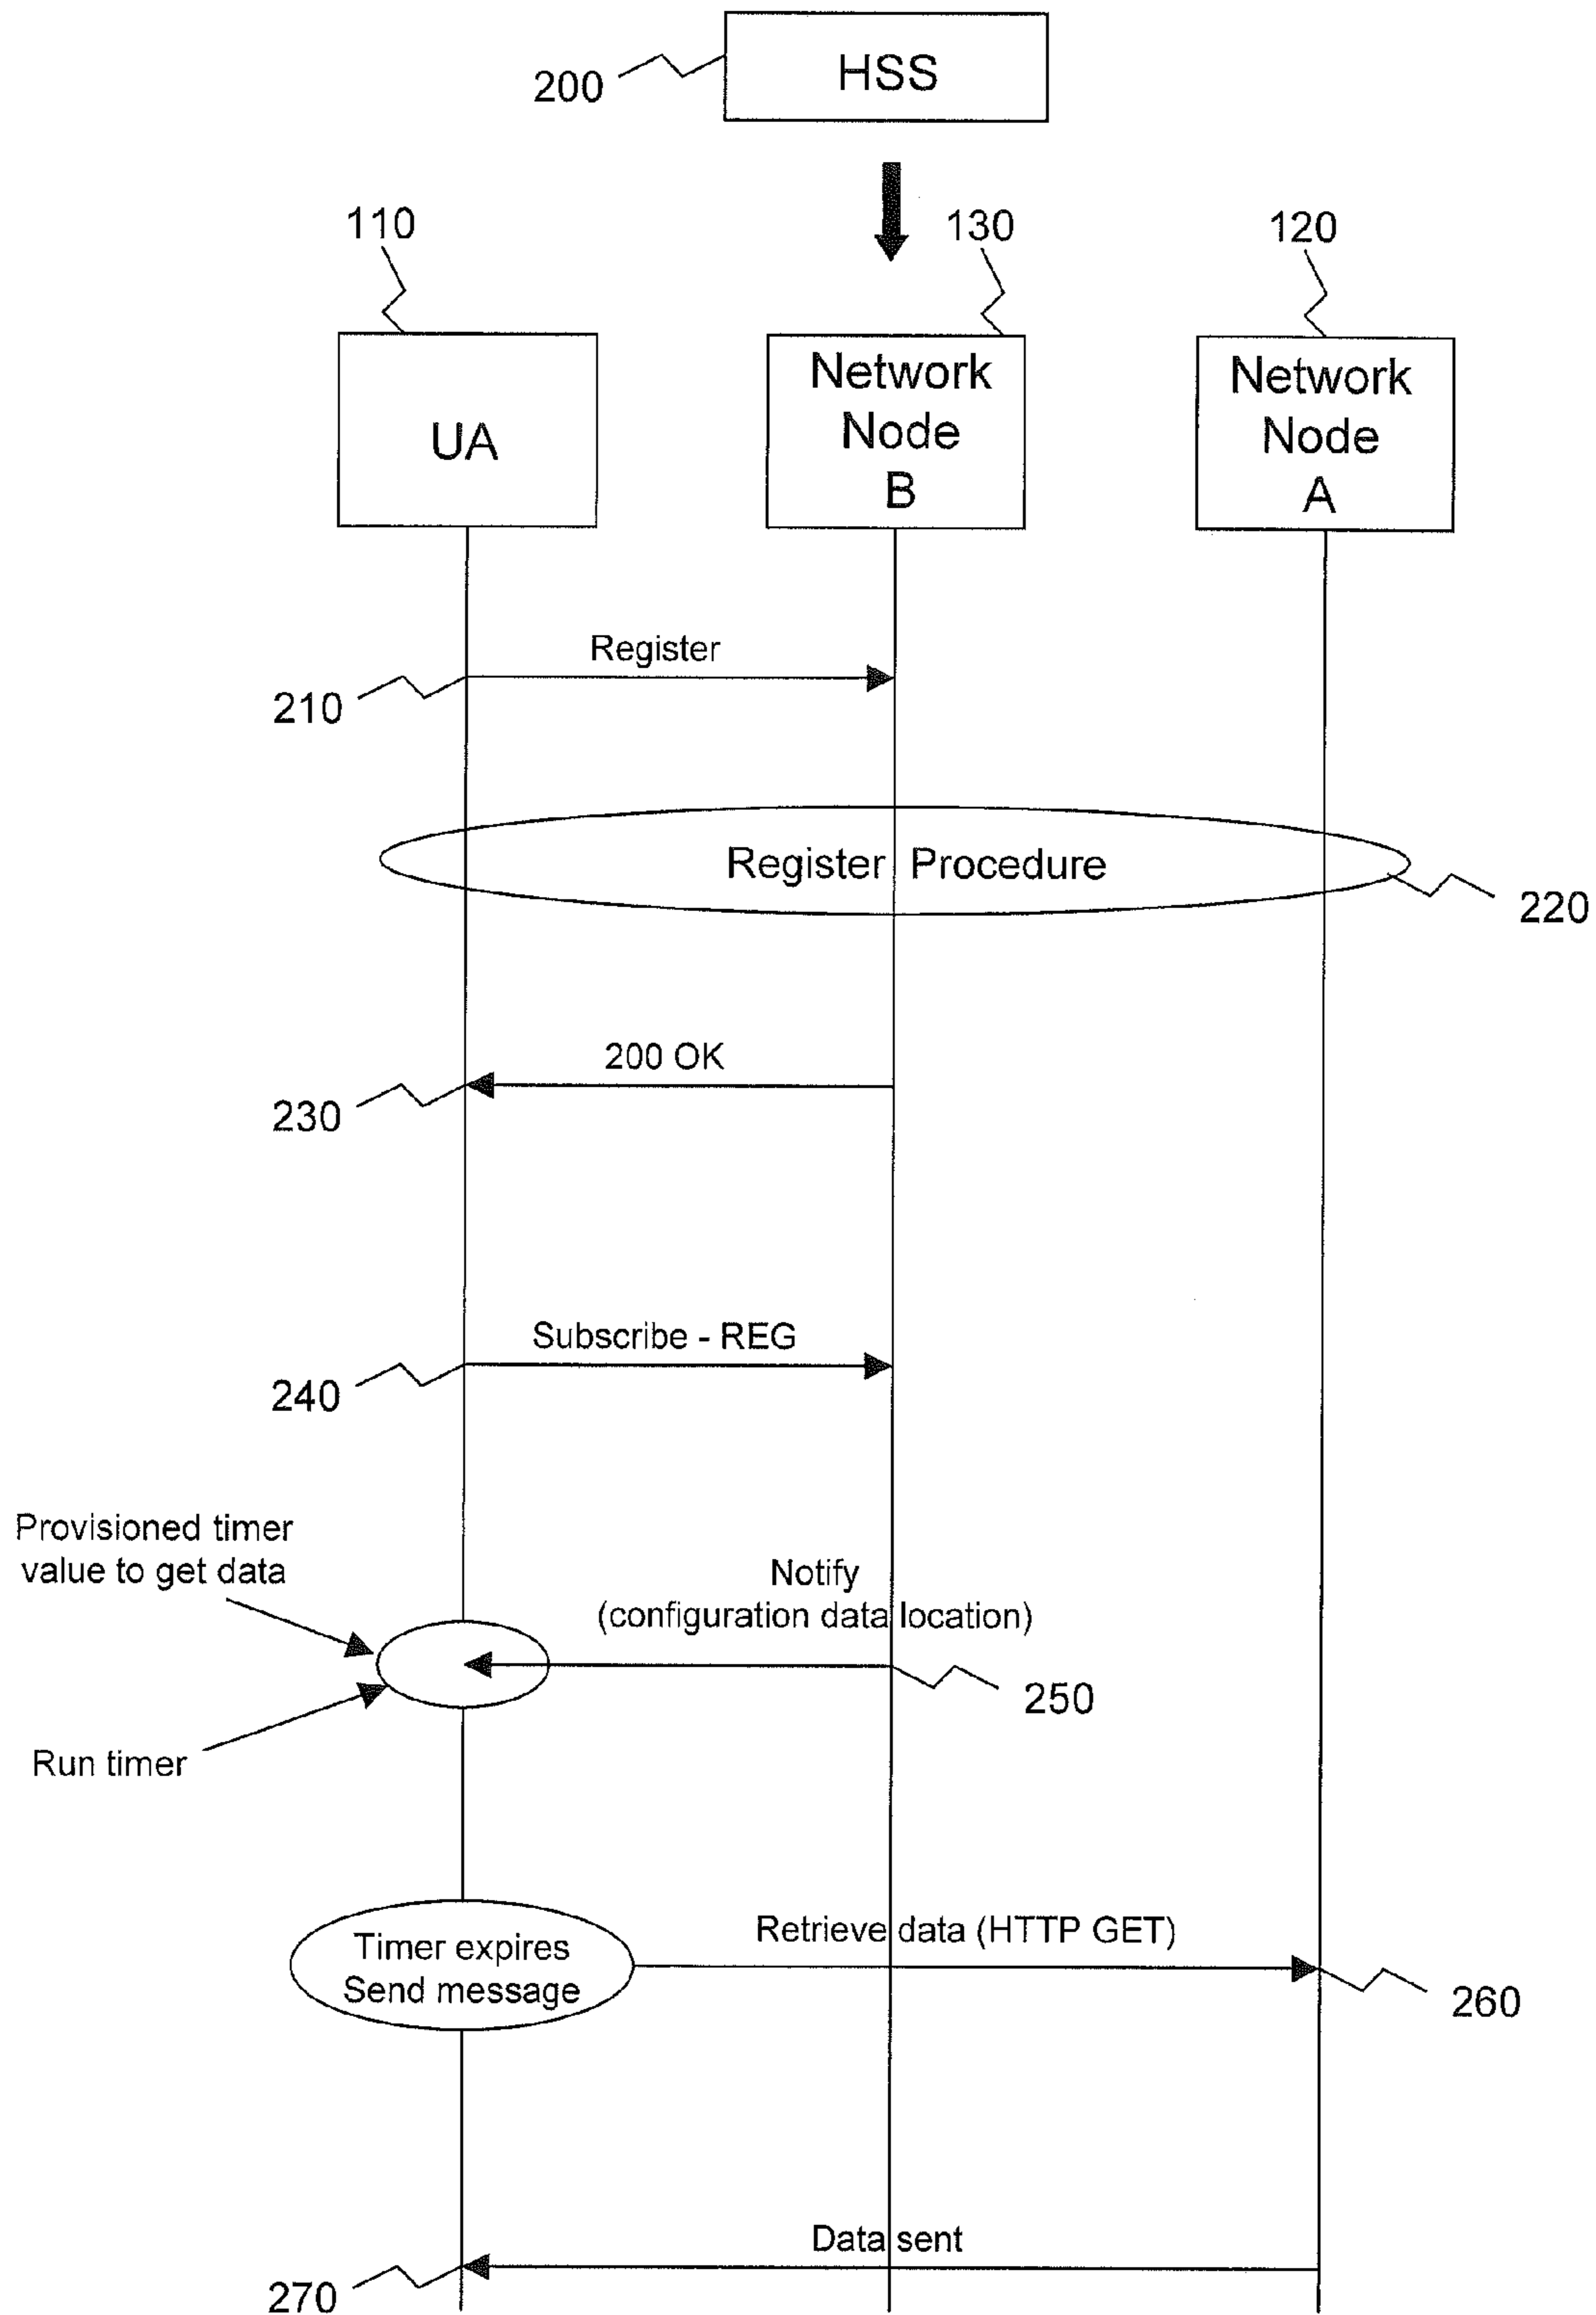 HSS
200
110
130
120
UA
Network
Node
B
Network
Node
A
Register
210
Register Procedure
220
200 OK
230
Subscribe - REG
240
Provisioned timer
value to get data
Notify
(configuration data location)
250
Run timer
Timer expires
Send message
Retrieve data (HTTP GET)
260
Data sent
270